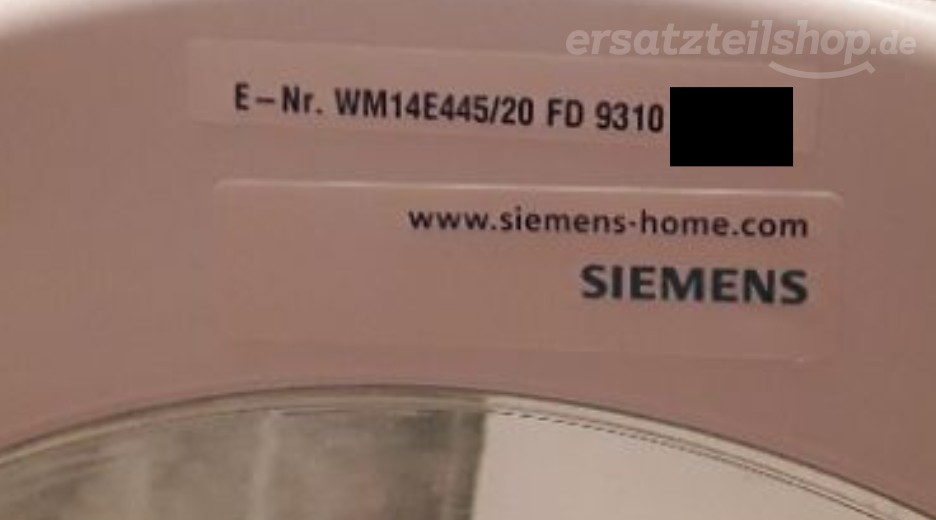 ersatzteilshop.de
E-Nr. WM14E445/20 FD 9310
www.siemens-home.com
SIEMENS